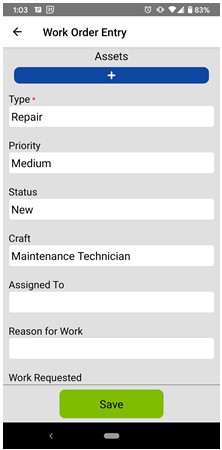 1:03 31 83%
Work Order Entry
Assets
+
Type *
Repair
Priority
Medium
Status
New
Craft
Maintenance Technician
Assigned To
Reason for Work
Work Requested
Save